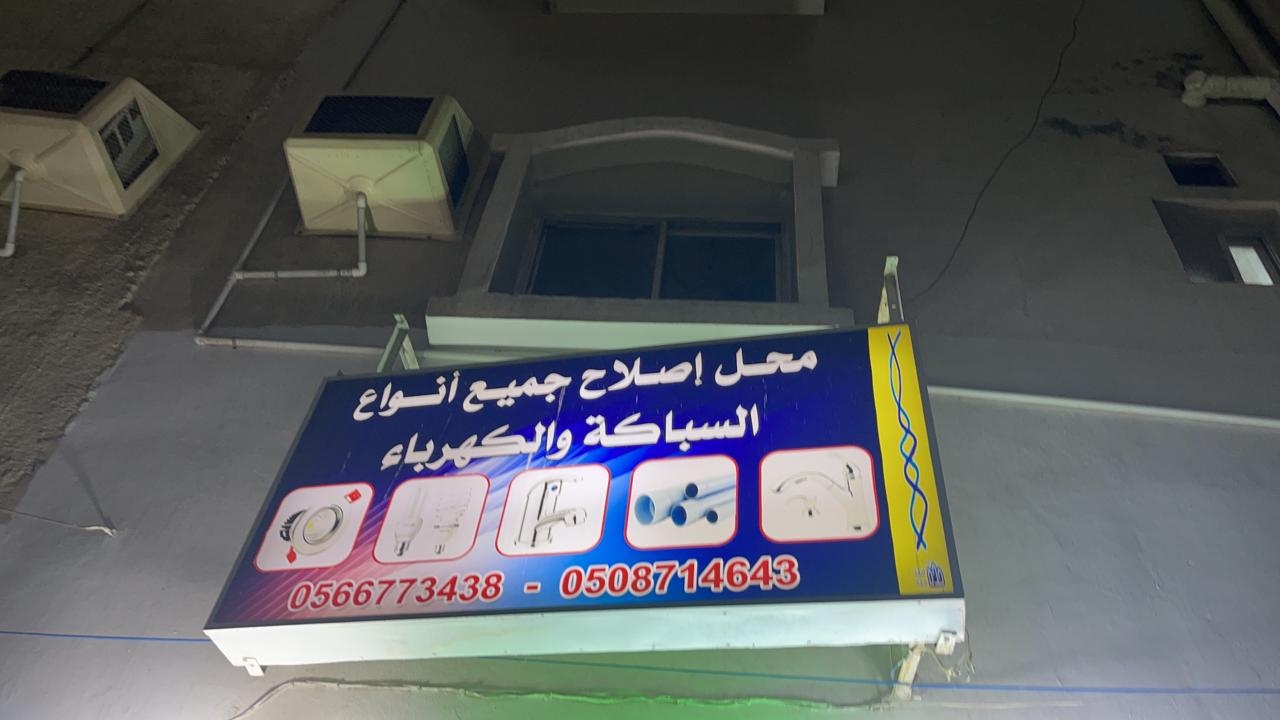 محل إصلاح جميع أنواع
السباكة والكهرباء
0566773438 - 0508714643